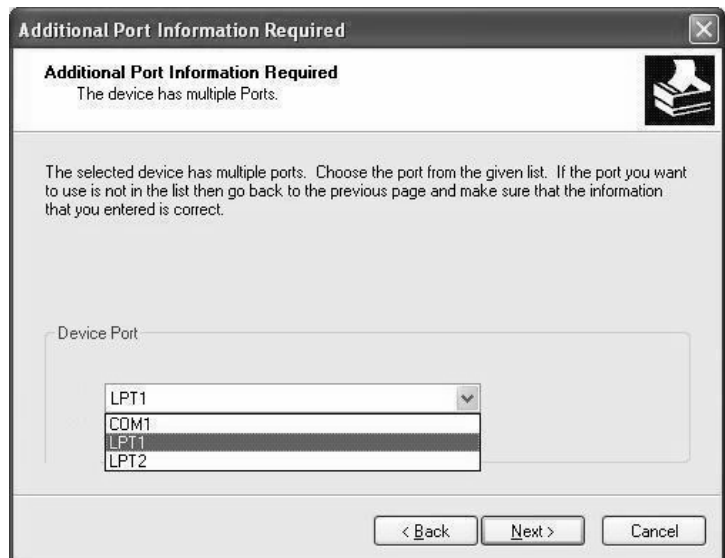 Additional Port Information Required
Additional Port Information Required
The device has multiple Ports.
The selected device has multiple ports. Choose the port from the given list. If the port you want
to use is not in the list then go back to the previous page and make sure that the information
that you entered is correct.
Device Port
LPT1
COM1
LPT1
LPT2
< Back
Next >
Cancel